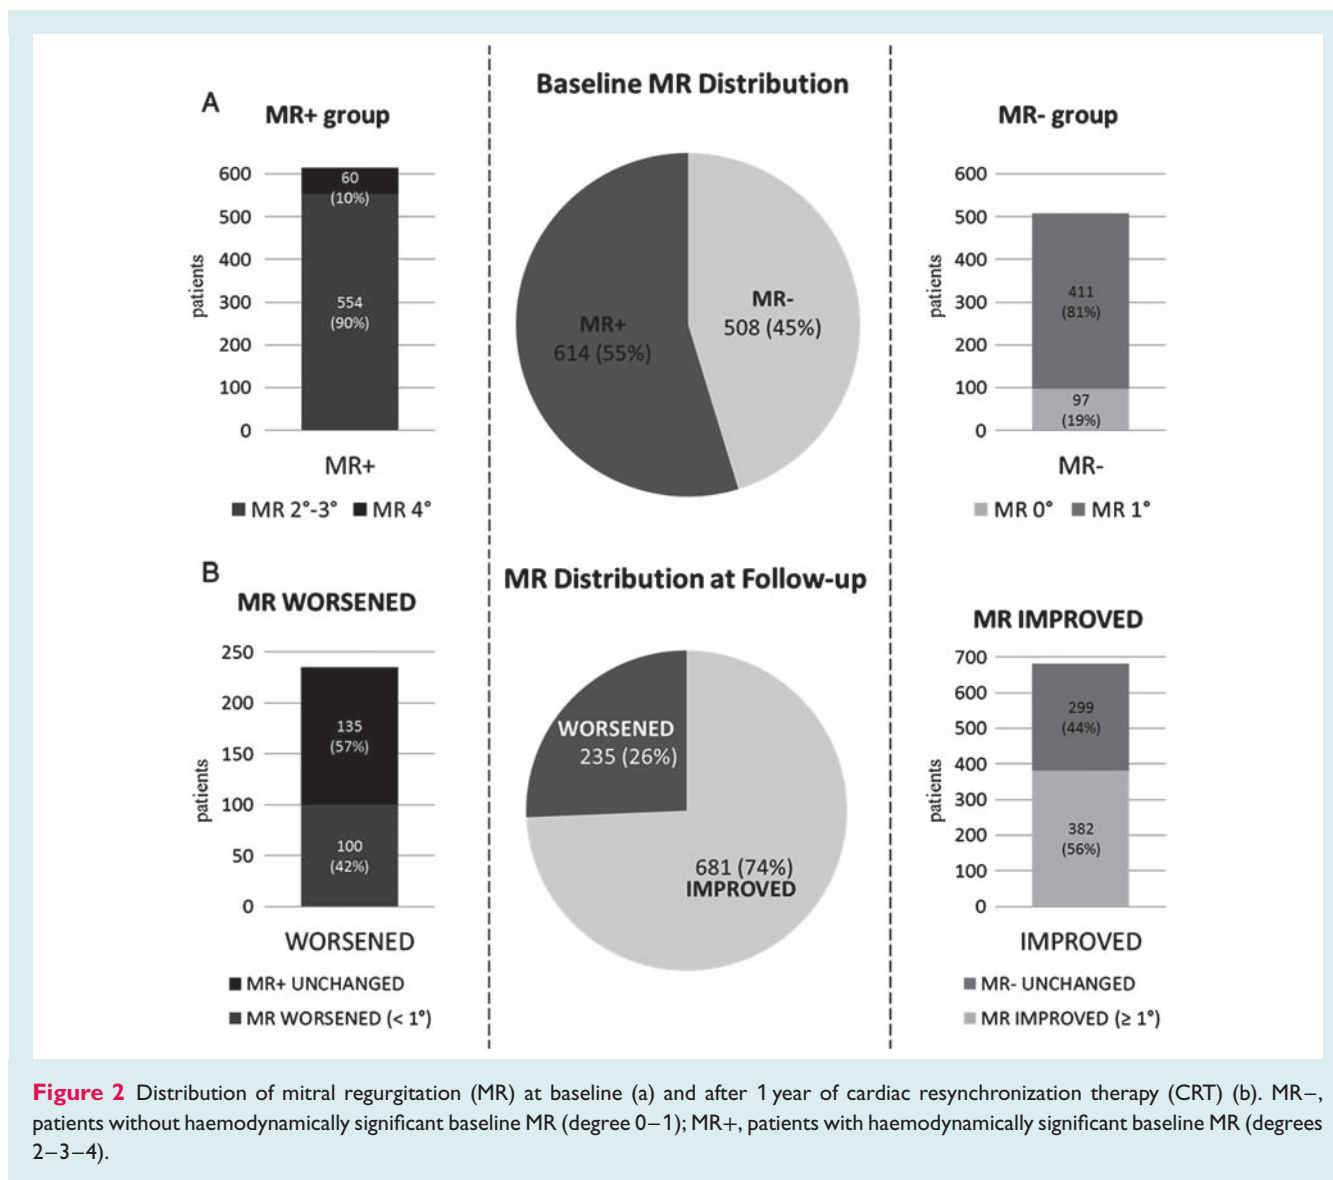 A
MR+ group
600
500
400
300
200
100
0
patients
60
(10%)
554
(90%)
MR+
MR 2°-3°
MR 4°
Baseline MR Distribution
MR+
614 (55%)
MR-
508 (45%)
MR- group
600
500
400
300
200
100
0
patients
411
(81%)
97
(19%)
MR-
MR 0°
MR 1°
B
MR WORSENED
250
200
150
100
50
0
patients
135
(57%)
100
(42%)
WORSENED
MR+ UNCHANGED
MR WORSENED (< 1°)
MR Distribution at Follow-up
WORSENED
235 (26%)
681 (74%)
IMPROVED
MR IMPROVED
700
600
500
400
300
200
100
0
patients
299
(44%)
382
(56%)
IMPROVED
MR- UNCHANGED
MR IMPROVED (≥ 1°)
Figure 2 Distribution of mitral regurgitation (MR) at baseline (a) and after 1 year of cardiac resynchronization therapy (CRT) (b). MR−,
patients without haemodynamically significant baseline MR (degree 0–1); MR+, patients with haemodynamically significant baseline MR (degrees
2–3–4).